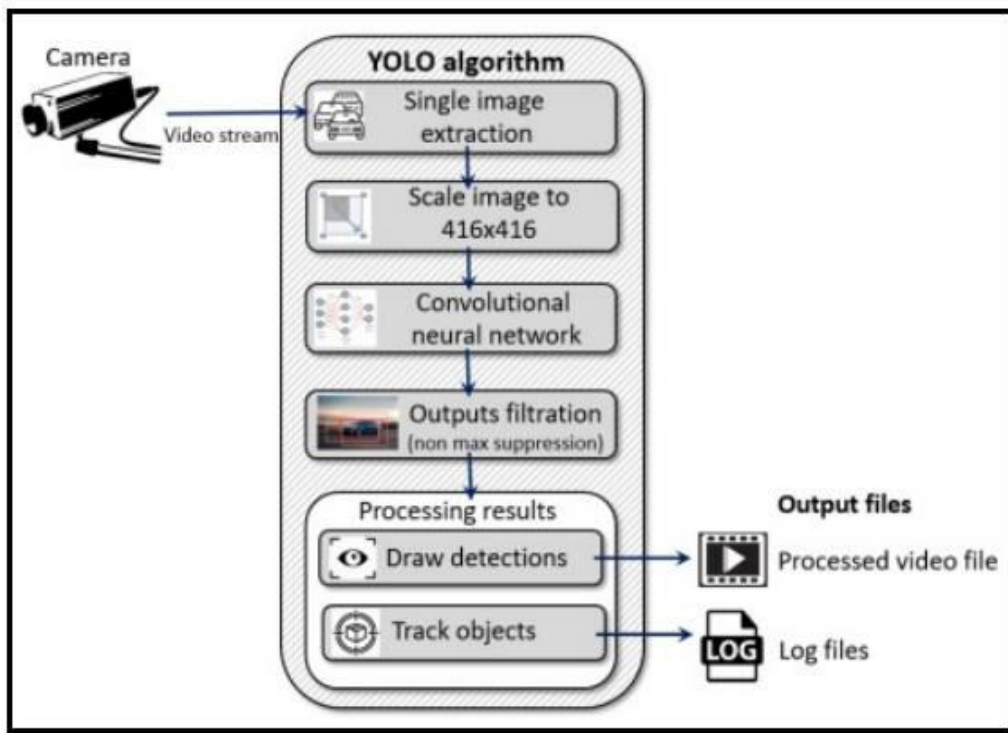 Camera
Video stream
YOLO algorithm
Single image
extraction
Scale image to
416x416
Convolutional
neural network
Outputs filtration
(non max suppression)
Processing results
Draw detections
Track objects
Output files
Processed video file
LOG
Log files